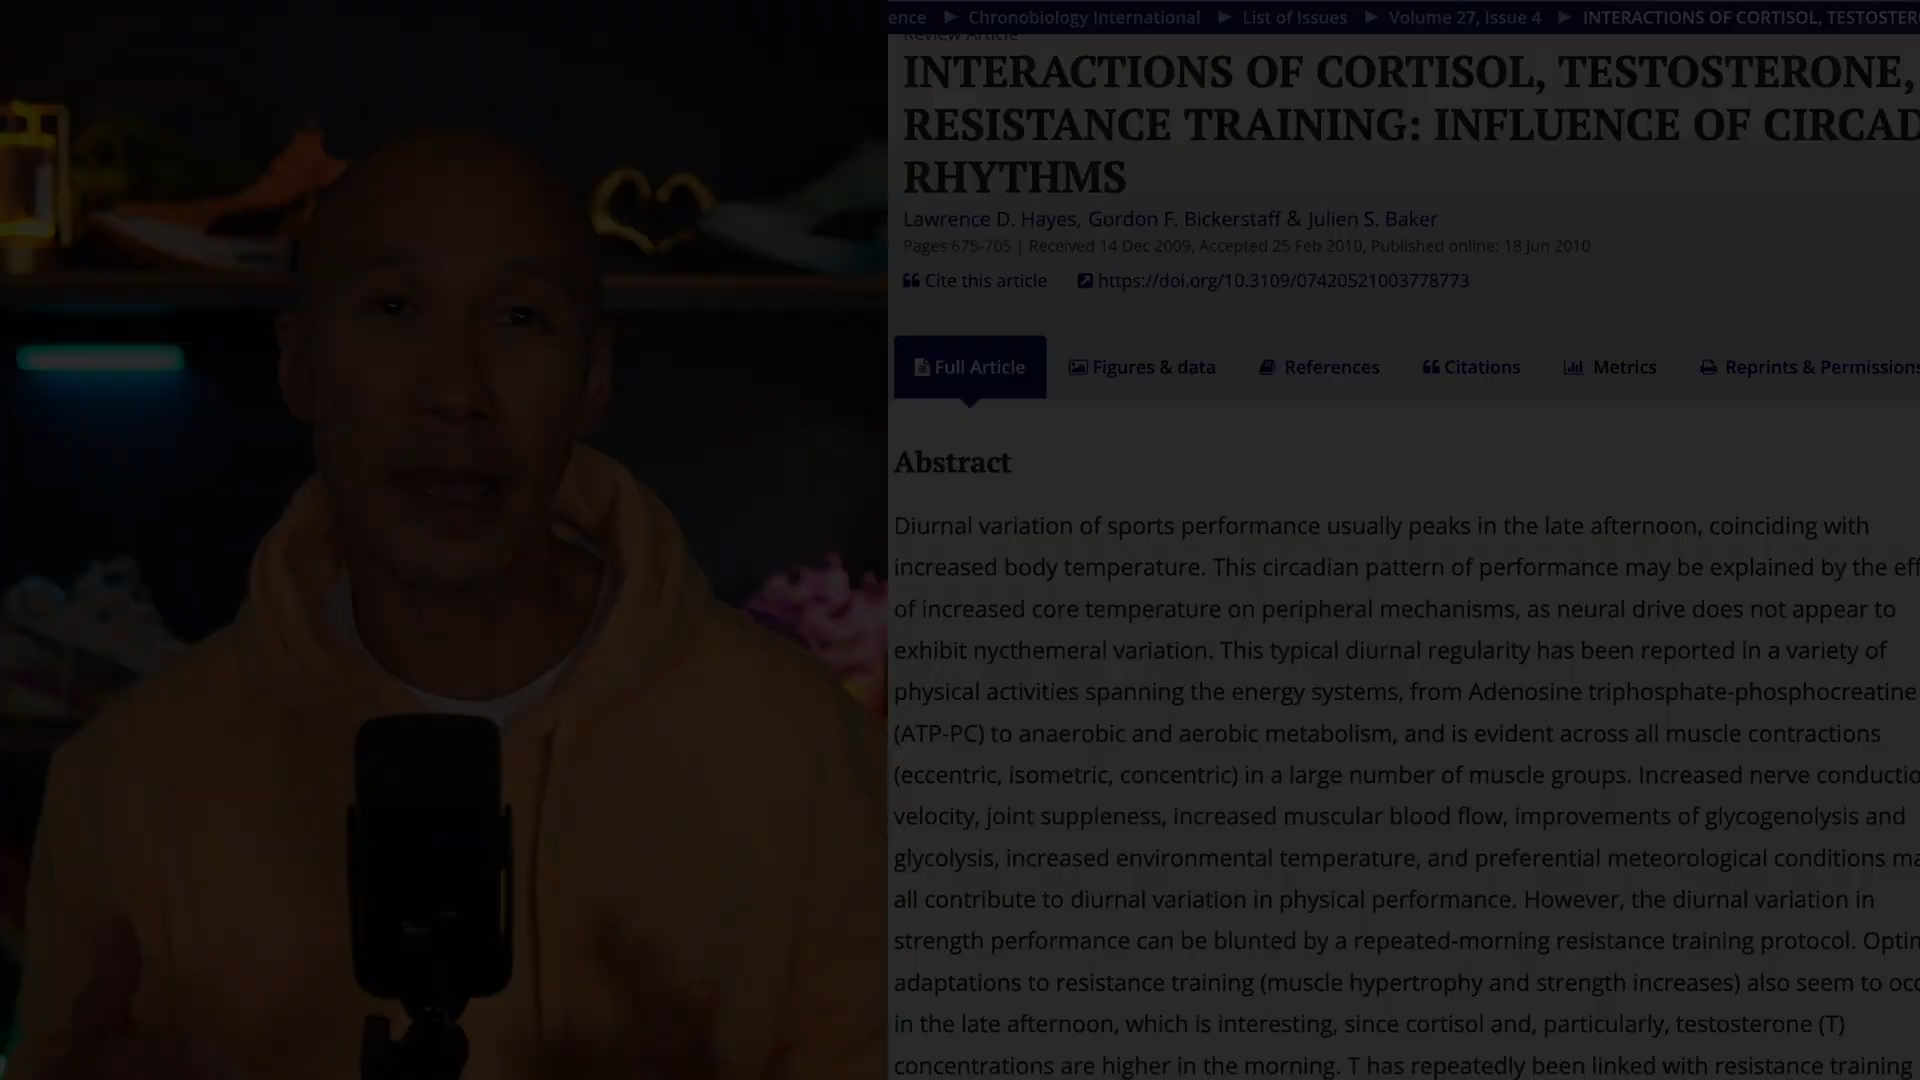 ence ▶ Chronobiology International ▶ List of Issues ▶ Volume 27, Issue 4 ▶ INTERACTIONS OF CORTISOL, TESTOSTER
Review Article
INTERACTIONS OF CORTISOL, TESTOSTERONE,
RESISTANCE TRAINING: INFLUENCE OF CIRCAD
RHYTHMS
Lawrence D. Hayes, Gordon F. Bickerstaff & Julien S. Baker
Pages 675-705 | Received 14 Dec 2009, Accepted 25 Feb 2010, Published online: 18 Jun 2010
Cite this article https://doi.org/10.3109/07420521003778773
Full Article Figures & data References Citations Metrics Reprints & Permissions
Abstract
Diurnal variation of sports performance usually peaks in the late afternoon, coinciding with
increased body temperature. This circadian pattern of performance may be explained by the eff
of increased core temperature on peripheral mechanisms, as neural drive does not appear to
exhibit nycthemeral variation. This typical diurnal regularity has been reported in a variety of
physical activities spanning the energy systems, from Adenosine triphosphate-phosphocreatine
(ATP-PC) to anaerobic and aerobic metabolism, and is evident across all muscle contractions
(eccentric, isometric, concentric) in a large number of muscle groups. Increased nerve conductio
velocity, joint suppleness, increased muscular blood flow, improvements of glycogenolysis and
glycolysis, increased environmental temperature, and preferential meteorological conditions ma
all contribute to diurnal variation in physical performance. However, the diurnal variation in
strength performance can be blunted by a repeated-morning resistance training protocol. Optim
adaptations to resistance training (muscle hypertrophy and strength increases) also seem to occ
in the late afternoon, which is interesting, since cortisol and, particularly, testosterone (T)
concentrations are higher in the morning. T has repeatedly been linked with resistance training